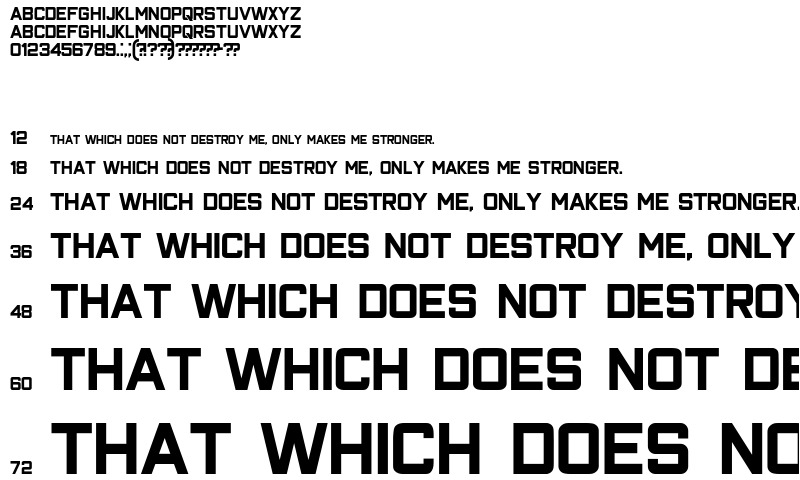 ABCDEFGHIJKLMNOPQRSTUVWXYZ
ABCDEFGHIJKLMNOPQRSTUVWXYZ
0123456789.:,;
12 THAT WHICH DOES NOT DESTROY ME, ONLY MAKES ME STRONGER.
18 THAT WHICH DOES NOT DESTROY ME, ONLY MAKES ME STRONGER.
24 THAT WHICH DOES NOT DESTROY ME, ONLY MAKES ME STRONGER.
36 THAT WHICH DOES NOT DESTROY ME, ONLY
48 THAT WHICH DOES NOT DESTROY
60 THAT WHICH DOES NOT DE
72 THAT WHICH DOES NO